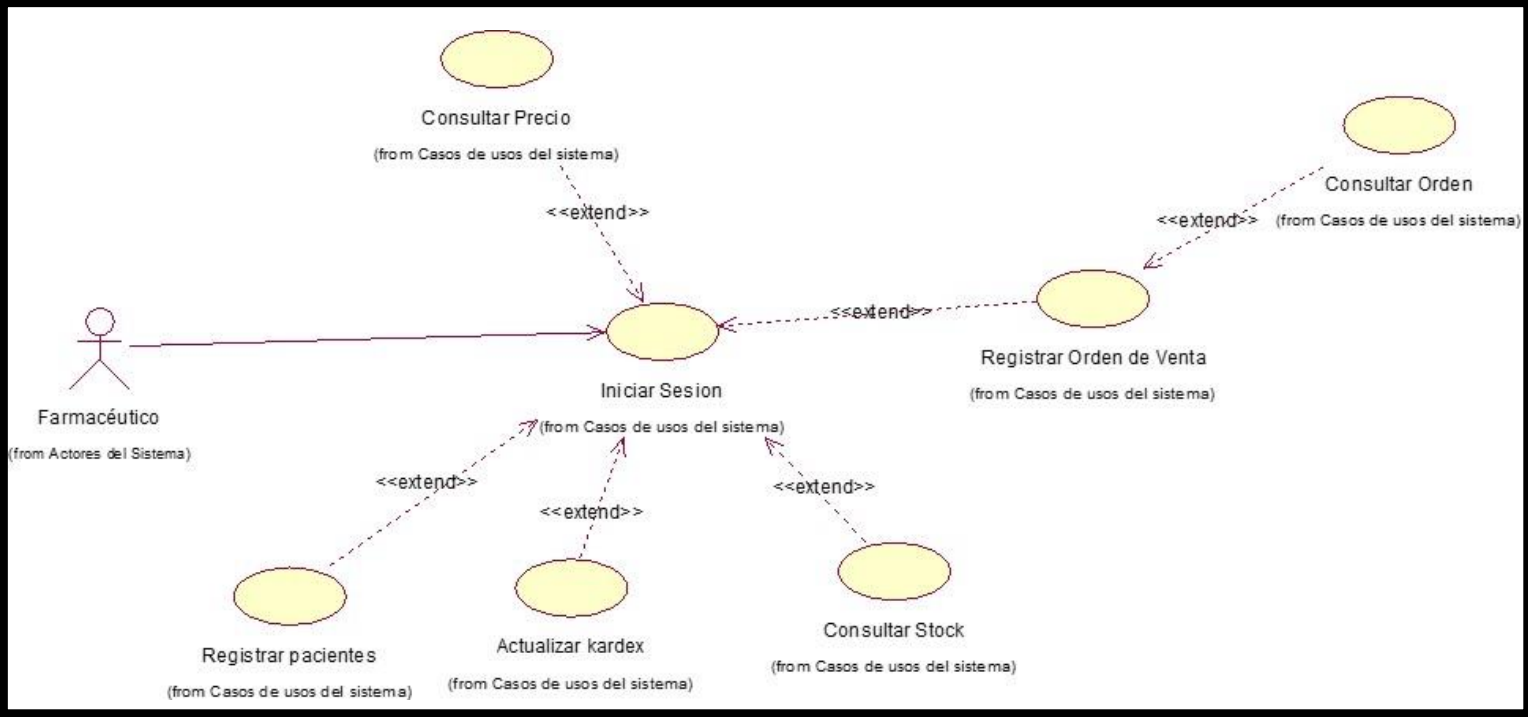 Consultar Precio
(from Casos de usos del sistema)
<<extend>>
Consultar Orden
(from Casos de usos del sistema)
<<extend>>
<<extend>>
Registrar Orden de Venta
(from Casos de usos del sistema)
Iniciar Sesion
(from Casos de usos del sistema)
Farmacéutico
(from Actores del Sistema)
<<extend>>
<<extend>>
<<extend>>
Registrar pacientes
(from Casos de usos del sistema)
Actualizar kardex
(from Casos de usos del sistema)
Consultar Stock
(from Casos de usos del sistema)